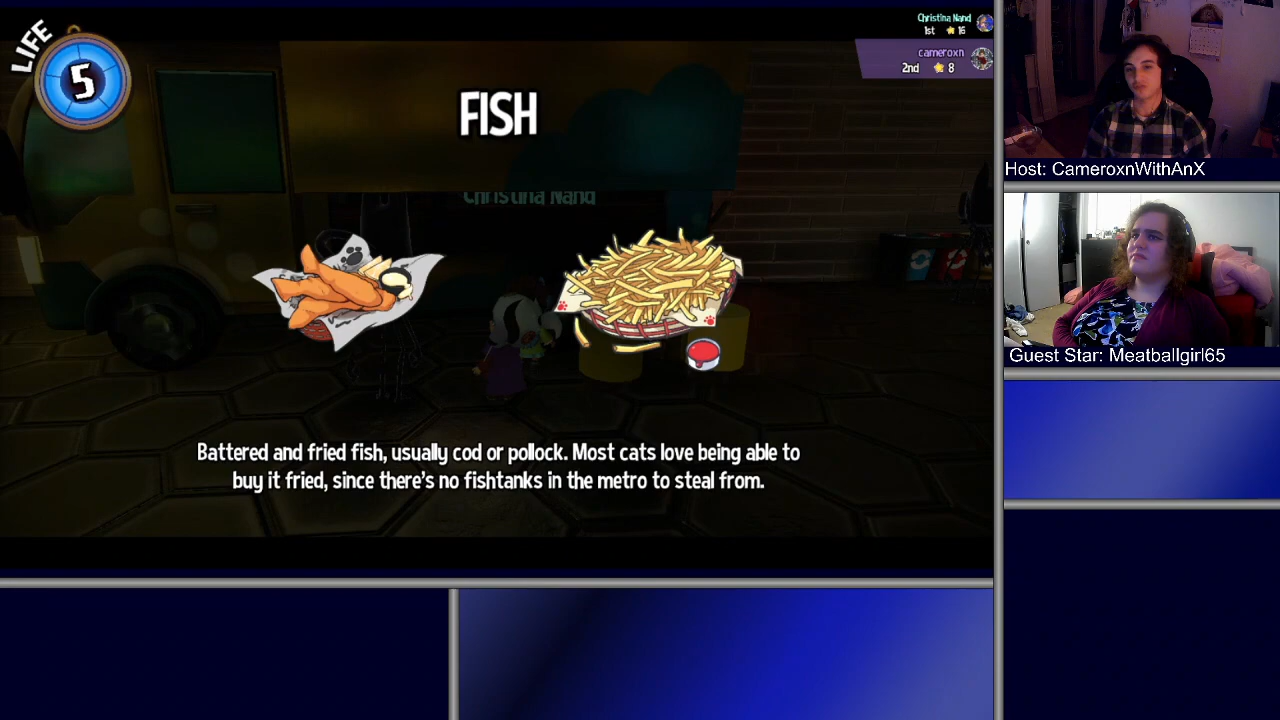 LIFE
5
Christina Nand
1st 16
cameroxn
2nd 8
FISH
Christina Nand
Battered and fried fish, usually cod or pollock. Most cats love being able to
buy it fried, since there's no fishtanks in the metro to steal from.
Host: CameroxnWithAnX
Guest Star: Meatballgirl65